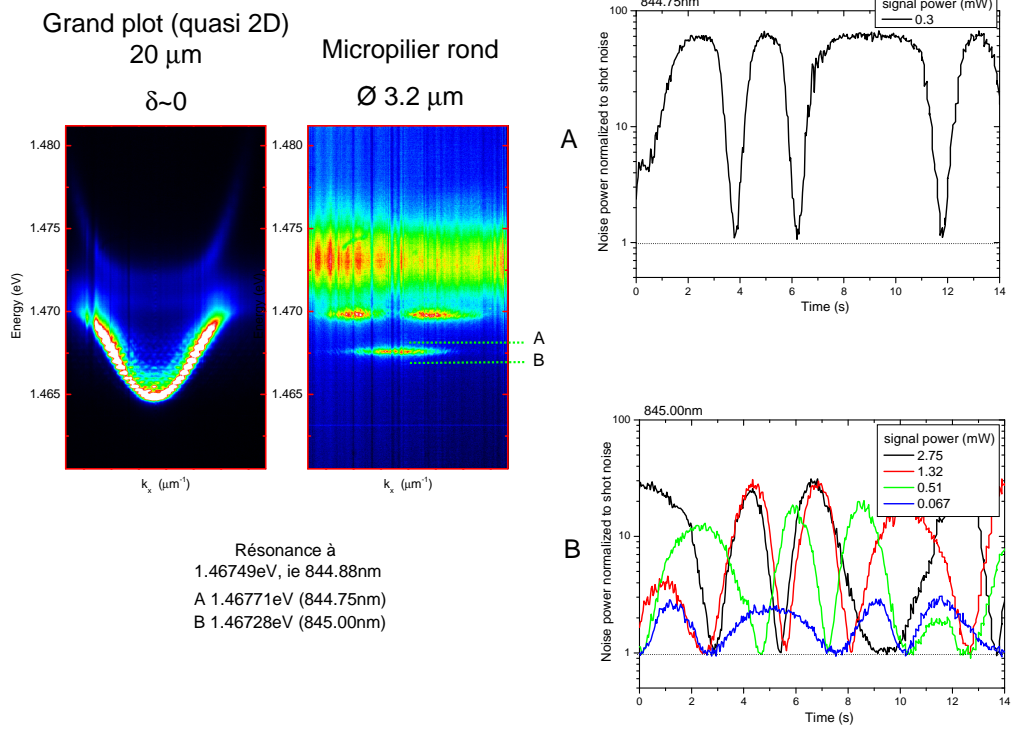 Grand plot (quasi 2D)
20 μm
δ~0
Micropilier rond
Ø 3.2 μm
Energy (eV)
1.480
1.475
1.470
1.465
kx (μm-1)
1.480
1.475
1.470
1.465
kx (μm-1)
A
B
Résonance à
1.46749eV, ie 844.88nm
A 1.46771eV (844.75nm)
B 1.46728eV (845.00nm)
A
844.75nm
signal power (mW)
0.3
Noise power normalized to shot noise
100
10
1
0 2 4 6 8 10 12 14
Time (s)
B
845.00nm
signal power (mW)
2.75
1.32
0.51
0.067
Noise power normalized to shot noise
100
10
1
0 2 4 6 8 10 12 14
Time (s)